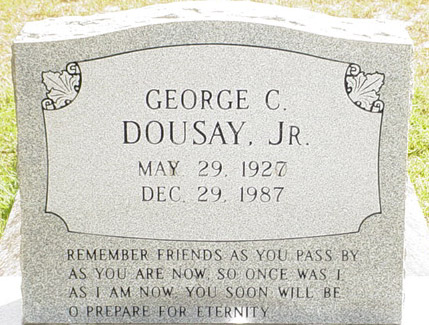 GEORGE C.
DOUSAY, JR.
MAY 29, 1927
DEC. 29, 1987
REMEMBER FRIENDS AS YOU PASS BY
AS YOU ARE NOW, SO ONCE WAS I
AS I AM NOW, YOU SOON WILL BE
O PREPARE FOR ETERNITY